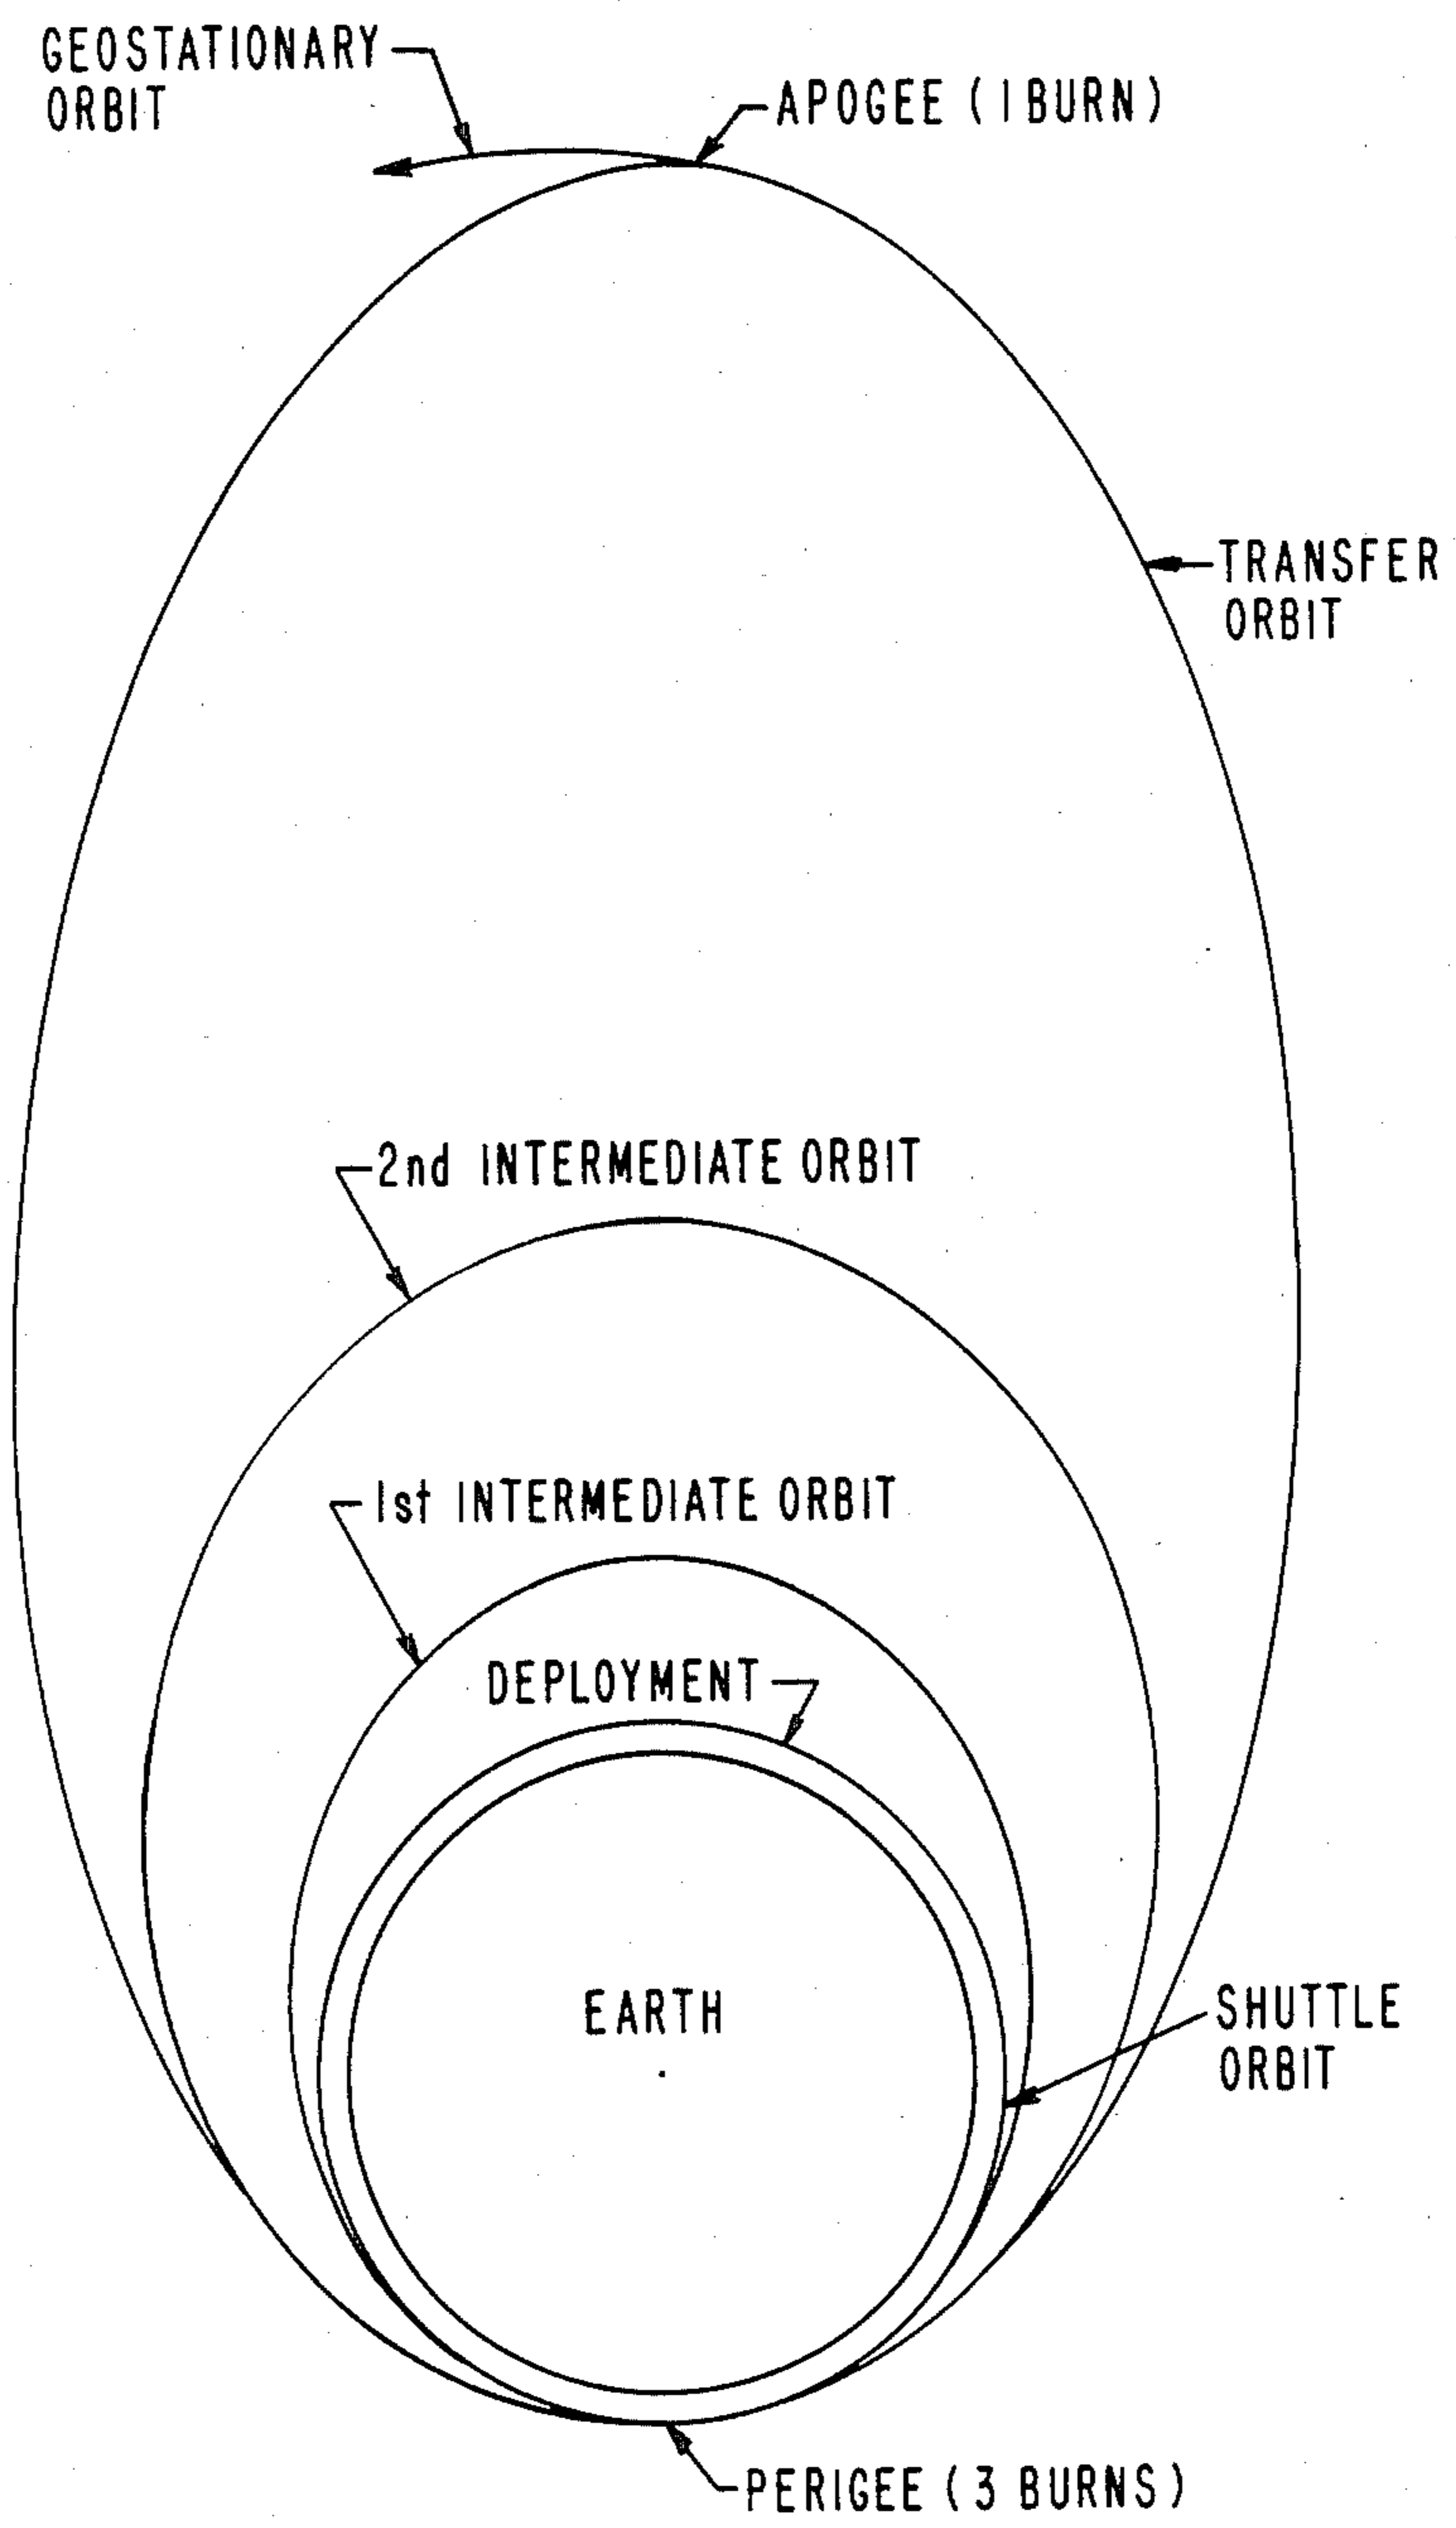 GEOSTATIONARY
ORBIT
APOGEE (1 BURN)
TRANSFER
ORBIT
2nd INTERMEDIATE ORBIT
1st INTERMEDIATE ORBIT
DEPLOYMENT
EARTH
SHUTTLE
ORBIT
PERIGEE (3 BURNS)